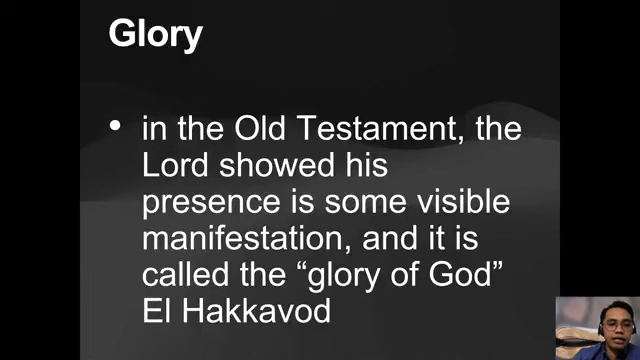 Glory
• in the Old Testament, the
Lord showed his
presence is some visible
manifestation, and it is
called the “glory of God”
El Hakkavod